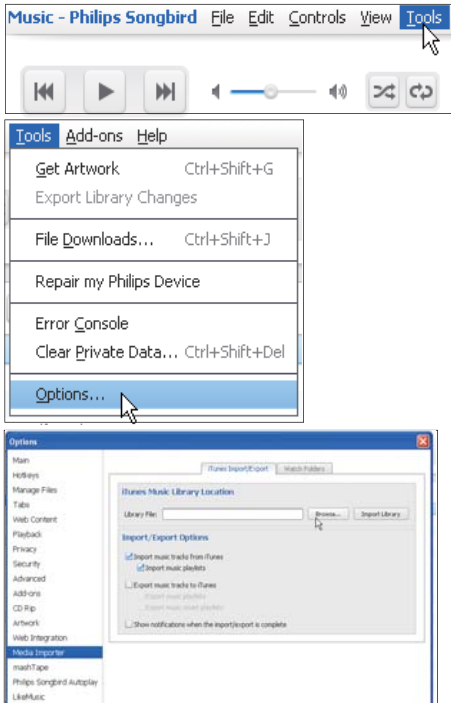 Music - Philips Songbird File Edit Controls View Tools
Tools Add-ons Help
Get Artwork Ctrl+Shift+G
Export Library Changes
File Downloads... Ctrl+Shift+J
Repair my Philips Device
Error Console
Clear Private Data... Ctrl+Shift+Del
Options...
Options
Main
Hotkeys
Manage Files
Tabs
Web Content
Playback
Privacy
Security
Advanced
Add-ons
CD Rip
Artwork
Web Integration
Media Importer
mashTape
Philips Songbird Autoplay
LikeMusic
iTunes Import/Export Watch Folders
iTunes Music Library Location
Library File: Browse... Import Library
Import/Export Options
Import music tracks from iTunes
Import music playlists
Export music tracks to iTunes
Export music playlists
Export music smart playlists
Show notifications when the import/export is complete